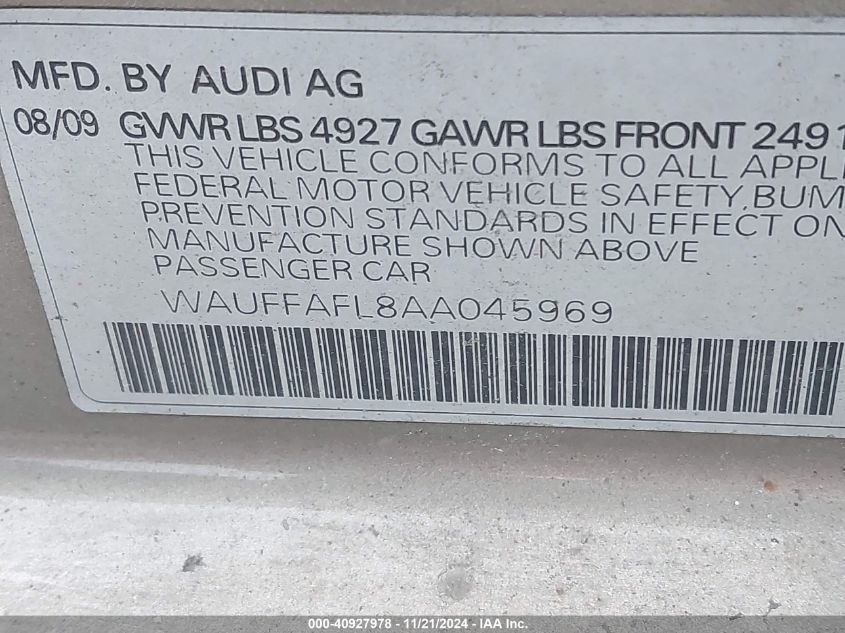 MFD. BY AUDI AG
08/09 GVWR LBS 4927 GAWR LBS FRONT 2491
THIS VEHICLE CONFORMS TO ALL APPLI
FEDERAL MOTOR VEHICLE SAFETY,BUM
PREVENTION STANDARDS IN EFFECT ON
MANUFACTURE SHOWN ABOVE
PASSENGER CAR
WAUFFAFL8AA045969
000-40927978 - 11/21/2024 - IAA Inc.